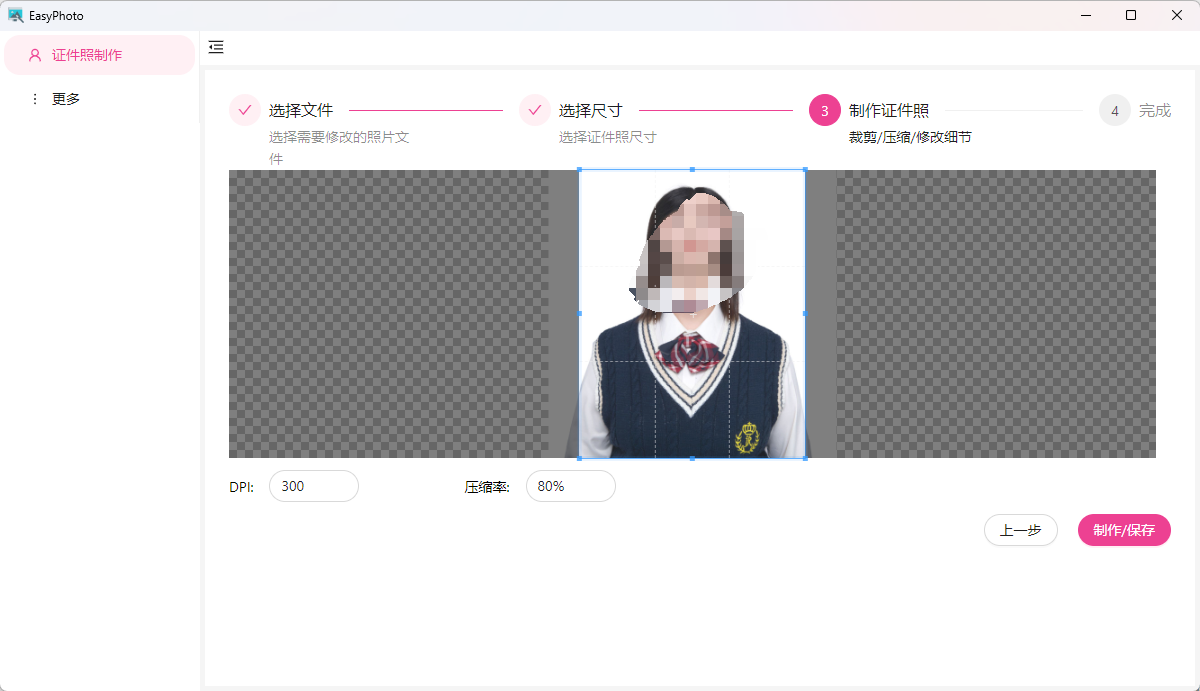 EasyPhoto
证件照制作
更多
选择文件
选择需要修改的照片文
件
选择尺寸
选择证件照尺寸
3
制作证件照
裁剪/压缩/修改细节
4
完成
DPI:
300
压缩率:
80%
上一步
制作/保存